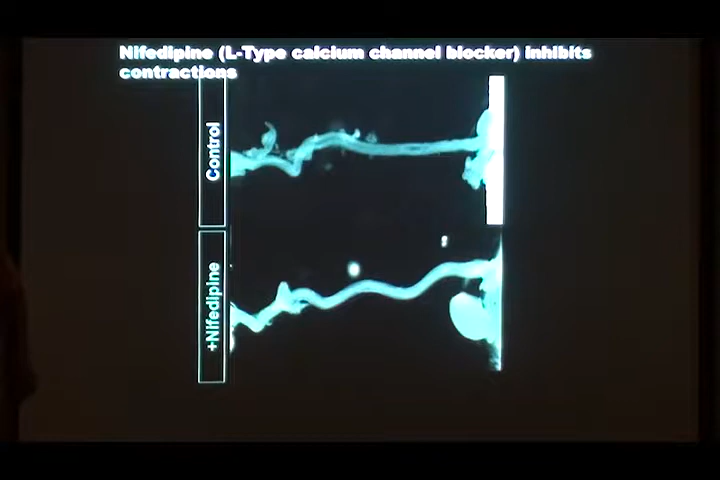 Nifedipine (L-Type calcium channel blocker) inhibits
contractions
Control
+Nifedipine